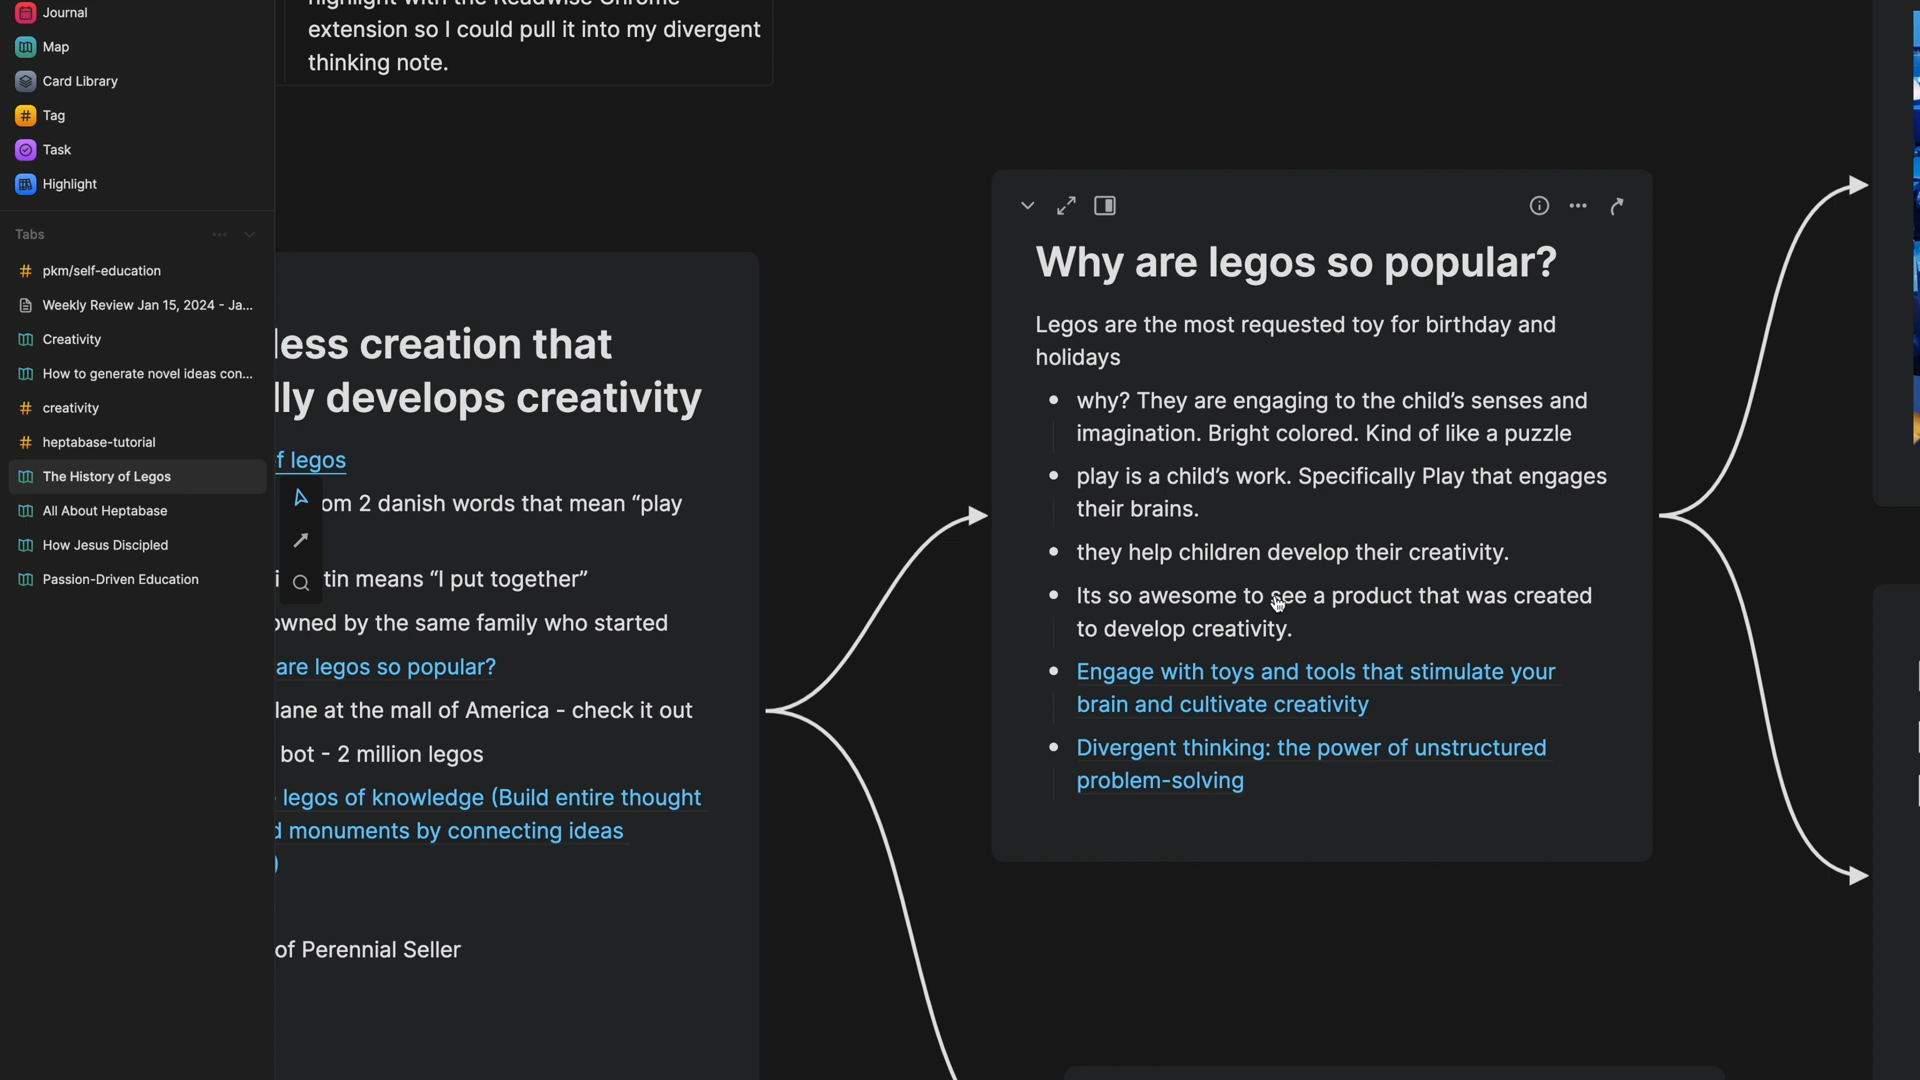 Journal
Map
Card Library
Tag
Task
Highlight
Tabs
pkm/self-education
Weekly Review Jan 15, 2024 - Ja...
Creativity
How to generate novel ideas con...
creativity
heptabase-tutorial
The History of Legos
All About Heptabase
How Jesus Discipled
Passion-Driven Education
highlight with the Readwise Chrome
extension so I could pull it into my divergent
thinking note.
less creation that
lly develops creativity
f legos
om 2 danish words that mean “play
tin means “I put together”
owned by the same family who started
are legos so popular?
lane at the mall of America - check it out
bot - 2 million legos
legos of knowledge (Build entire thought
d monuments by connecting ideas
)
of Perennial Seller
Why are legos so popular?
Legos are the most requested toy for birthday and
holidays
why? They are engaging to the child’s senses and
imagination. Bright colored. Kind of like a puzzle
play is a child’s work. Specifically Play that engages
their brains.
they help children develop their creativity.
Its so awesome to see a product that was created
to develop creativity.
Engage with toys and tools that stimulate your
brain and cultivate creativity
Divergent thinking: the power of unstructured
problem-solving